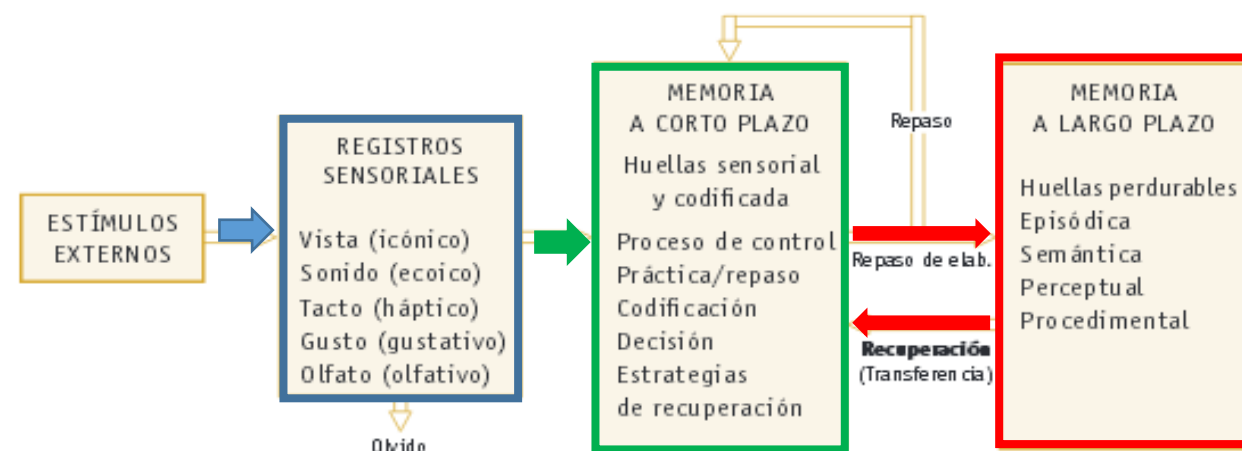 ESTÍMULOS
EXTERNOS
REGISTROS
SENSORIALES
Vista (icónico)
Sonido (ecoico)
Tacto (háptico)
Gusto (gustativo)
Olfato (olfativo)
Olvido
MEMORIA
A CORTO PLAZO
Huellas sensorial
y codificada
Proceso de control
Práctica/repaso
Codificación
Decisión
Estrategias
de recuperación
Repaso
Repaso de elab.
Recuperación
(Transferencia)
MEMORIA
A LARGO PLAZO
Huellas perdurables
Episódica
Semántica
Perceptual
Procedimental